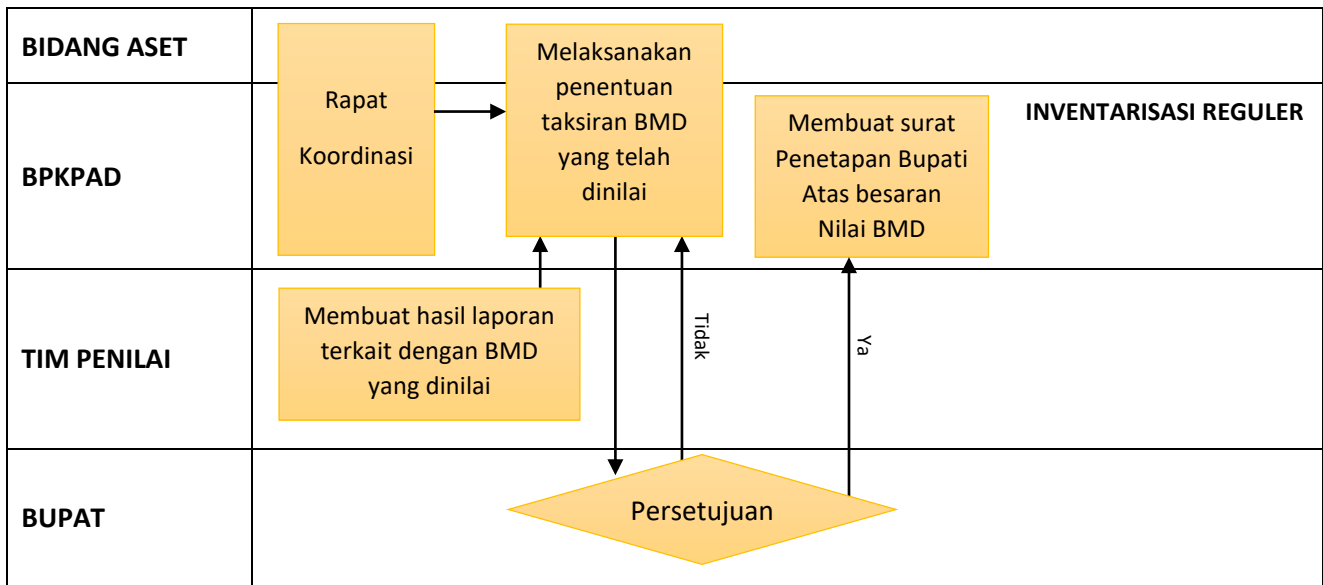 BIDANG ASET
Rapat
Koordinasi
Melaksanakan
penentuan
taksiran BMD
yang telah
dinilai
BPKPAD
Membuat surat
Penetapan Bupati
Atas besaran
Nilai BMD
INVENTARISASI REGULER
TIM PENILAI
Membuat hasil laporan
terkait dengan BMD
yang dinilai
Tidak
Ya
BUPAT
Persetujuan